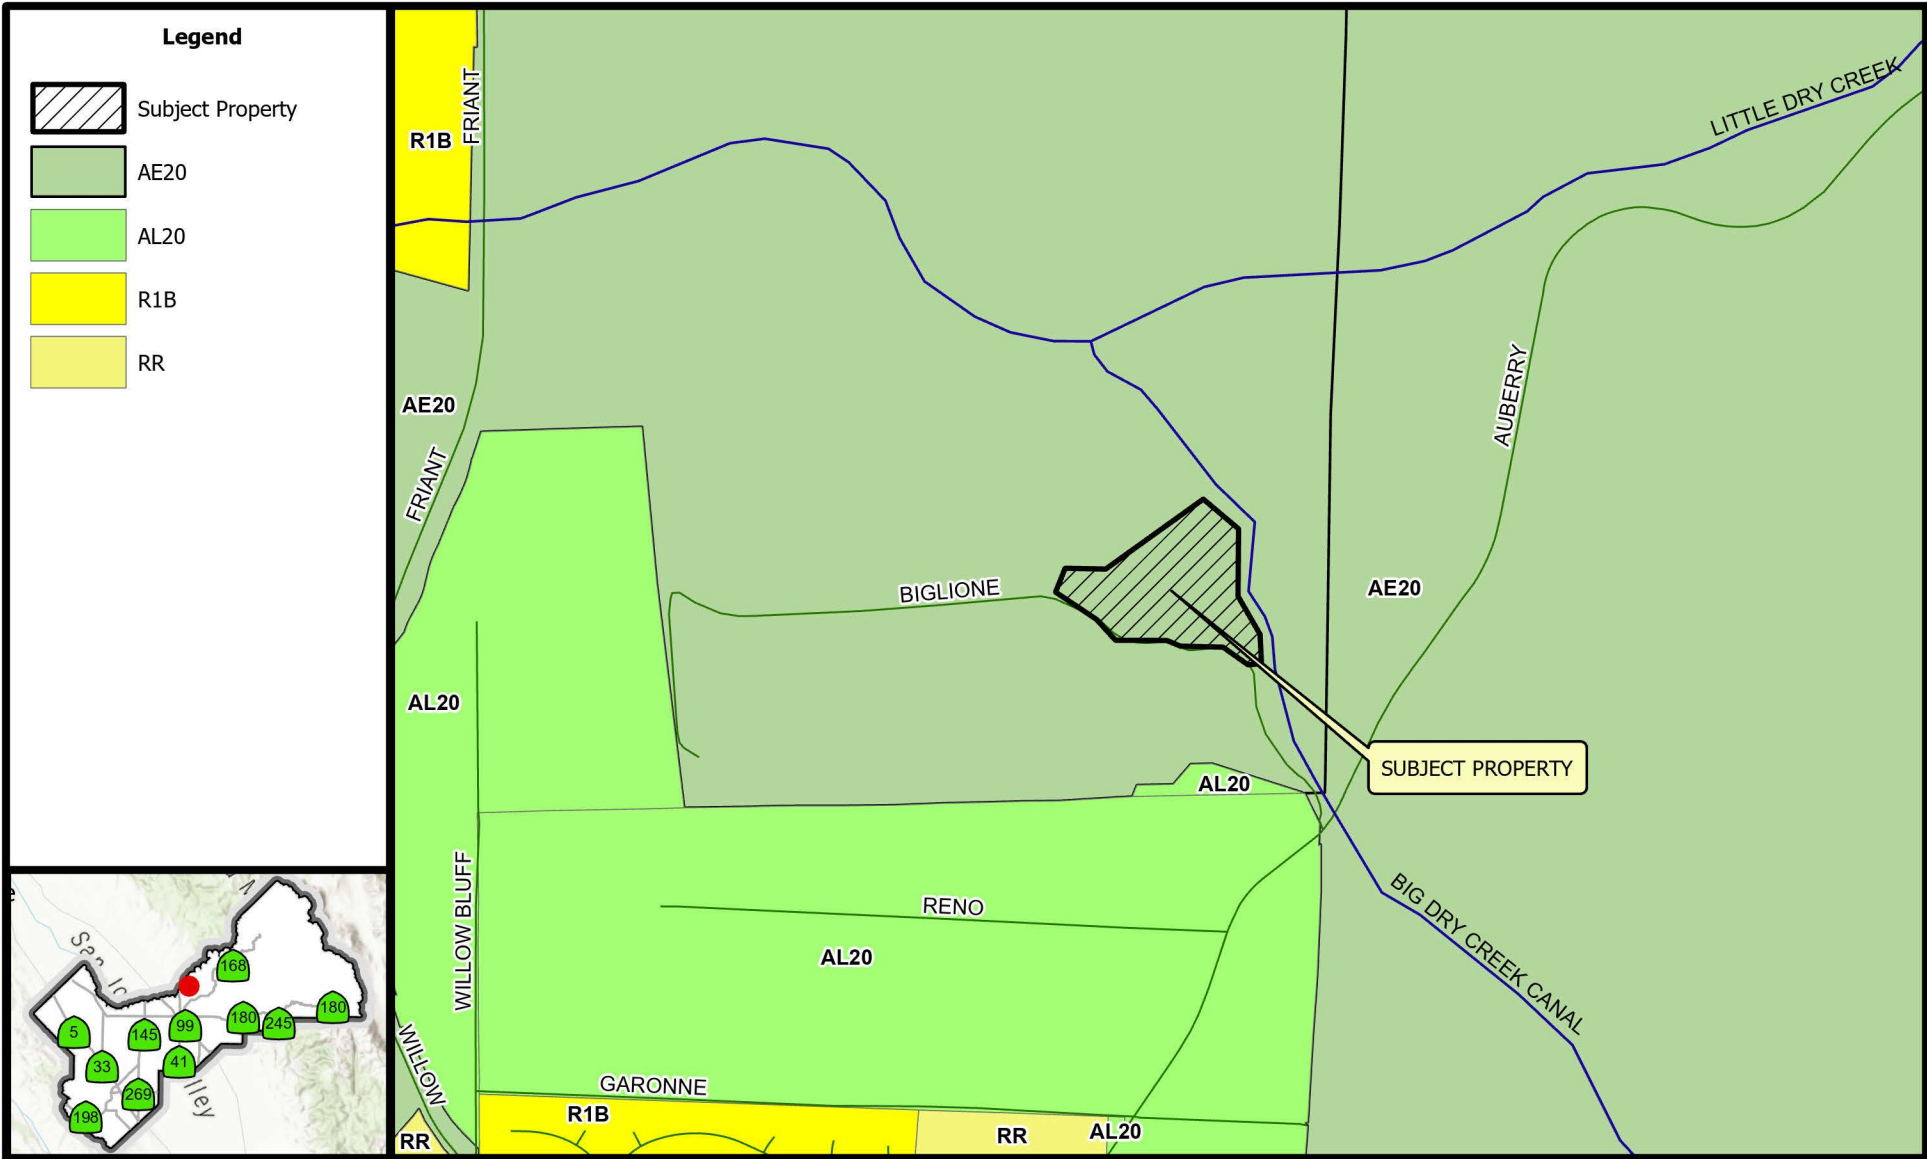 Legend
Subject Property
AE20
AL20
R1B
RR
R1B
FRIANT
LITTLE DRY CREEK
AE20
FRIANT
AUBERRY
BIGLIONE
AE20
AL20
SUBJECT PROPERTY
AL20
WILLOW BLUFF
RENO
AL20
BIG DRY CREEK CANAL
WILLOW
GARONNE
R1B
RR
RR
AL20
San
168
180
180
245
5
145
99
33
41
269
198
lley